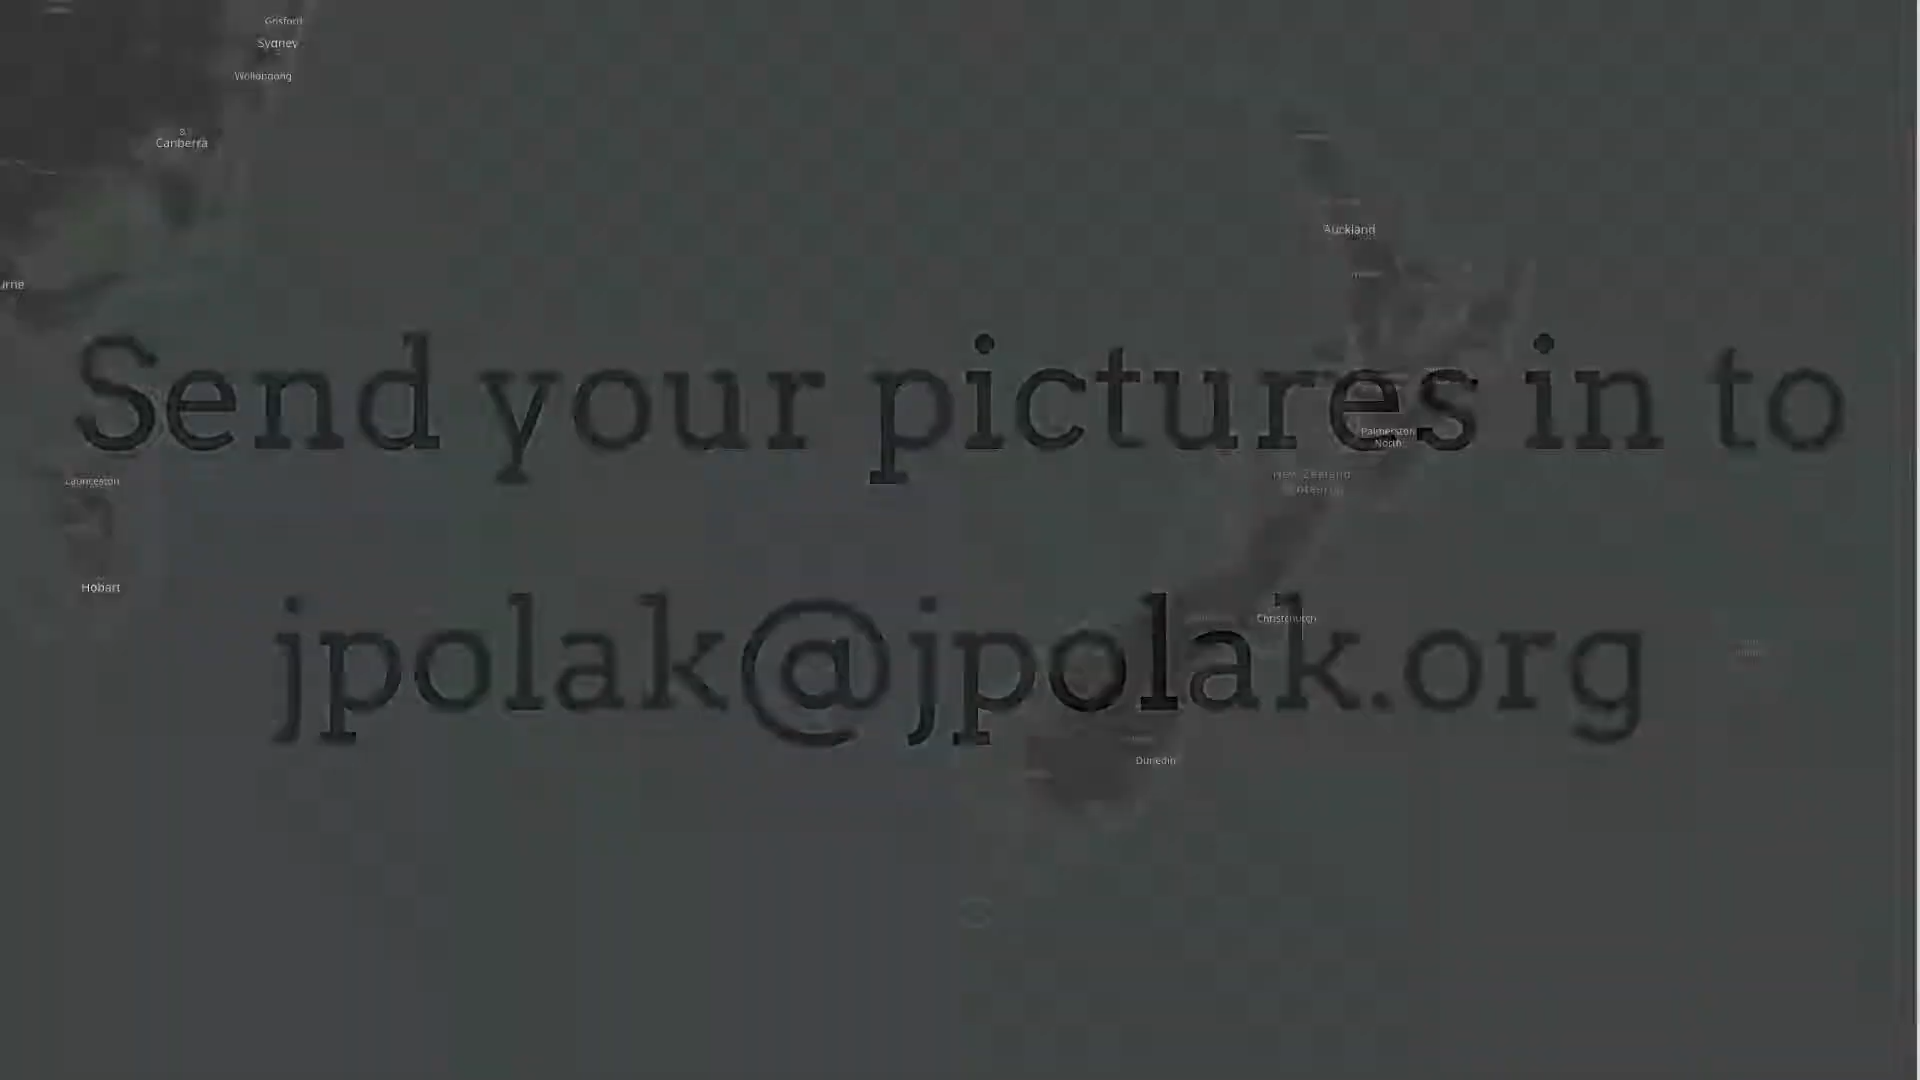 Gosford
Sydney
Wollongong
Canberra
urne
Auckland
Send your pictures in to
Palmerston
North
New Zealand
Launceston
Hobart
jpolak@jpolak.org
Christchurch
Dunedin